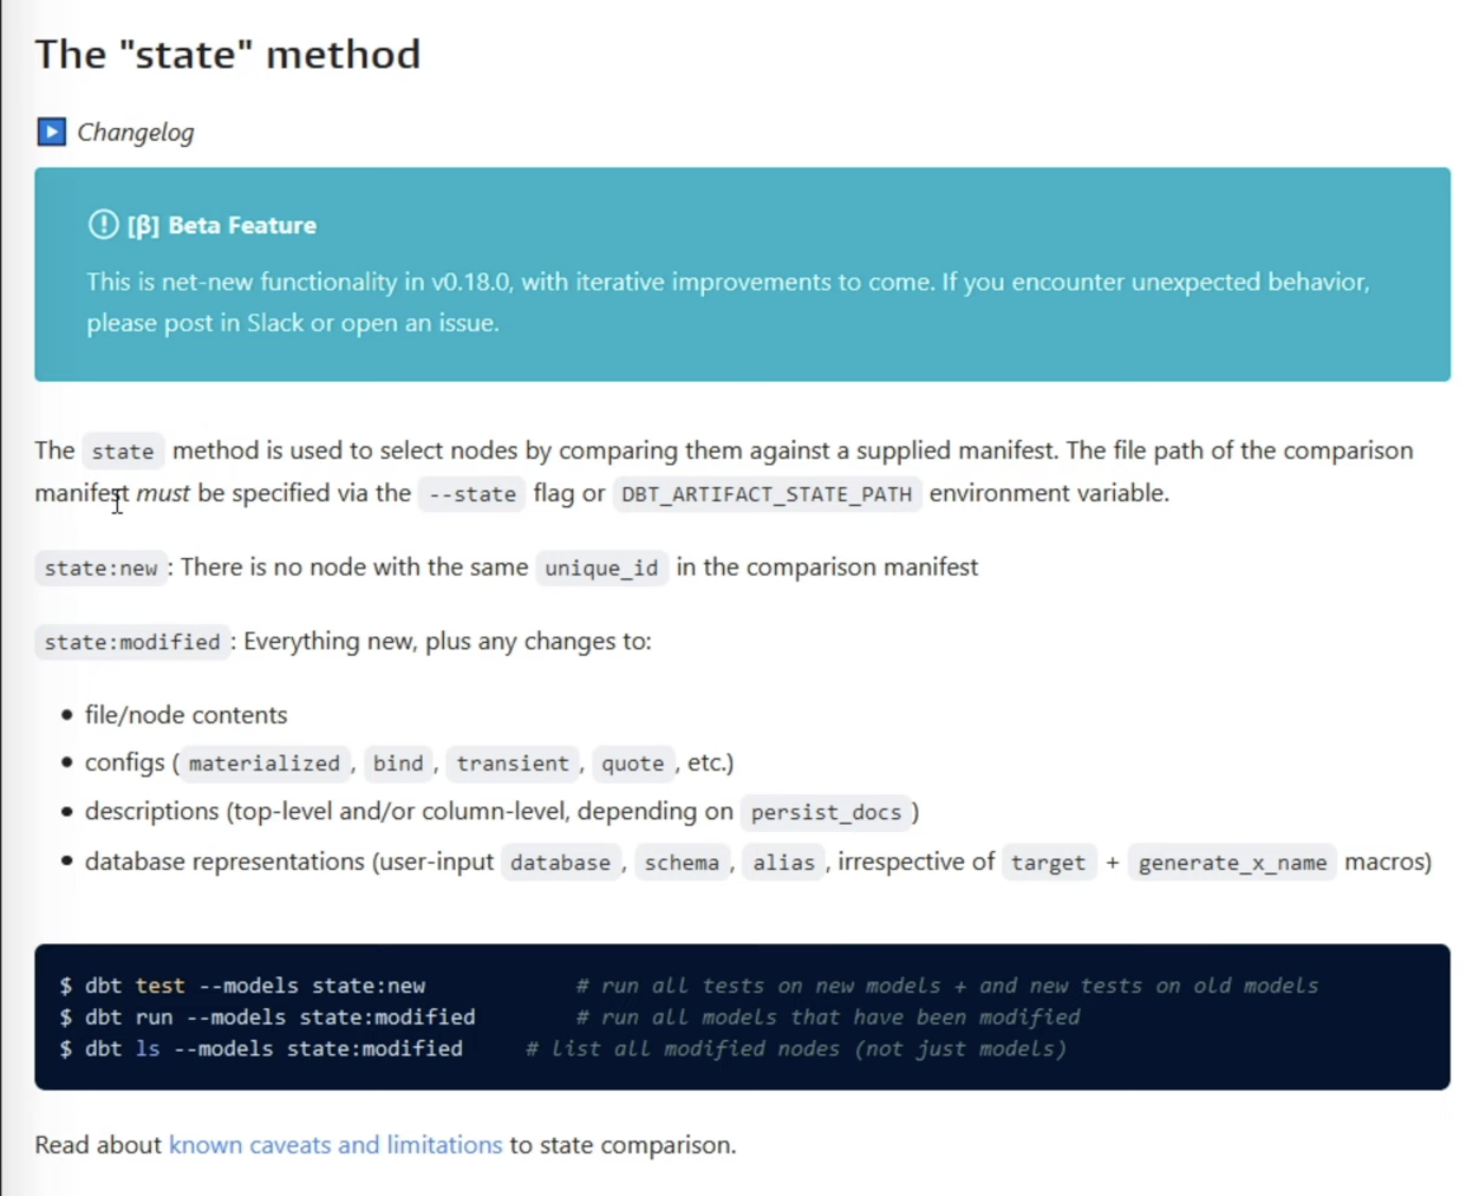 The "state" method
Changelog
[β] Beta Feature
This is net-new functionality in v0.18.0, with iterative improvements to come. If you encounter unexpected behavior,
please post in Slack or open an issue.
The state method is used to select nodes by comparing them against a supplied manifest. The file path of the comparison
manifest must be specified via the --state flag or DBT_ARTIFACT_STATE_PATH environment variable.
state:new : There is no node with the same unique_id in the comparison manifest
state:modified : Everything new, plus any changes to:
• file/node contents
• configs ( materialized , bind , transient , quote , etc.)
• descriptions (top-level and/or column-level, depending on persist_docs )
• database representations (user-input database , schema , alias , irrespective of target + generate_x_name macros)
$ dbt test --models state:new # run all tests on new models + and new tests on old models
$ dbt run --models state:modified # run all models that have been modified
$ dbt ls --models state:modified # list all modified nodes (not just models)
Read about known caveats and limitations to state comparison.